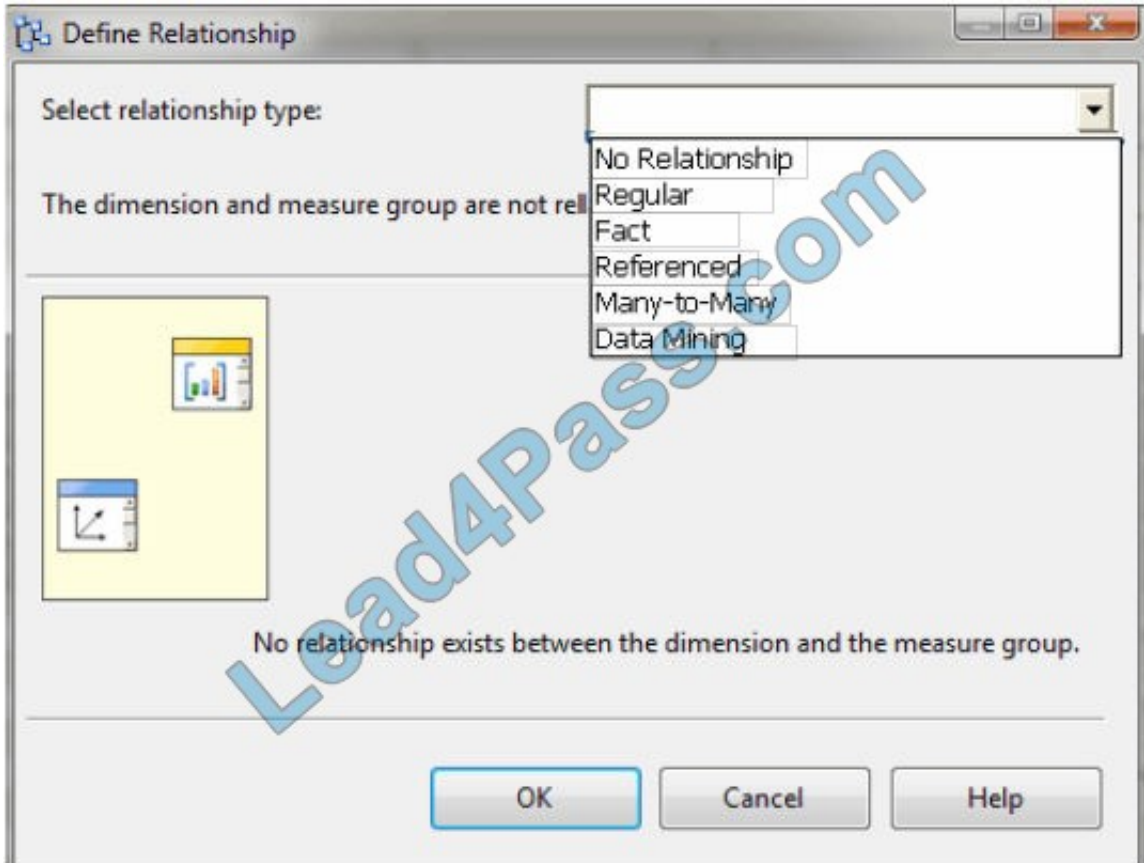 Define Relationship
Select relationship type:
No Relationship
Regular
The dimension and measure group are not rel
Fact
Referenced
Many-to-Many
Data Mining
No relationship exists between the dimension and the measure group.
OK
Cancel
Help
Lead4Pass.com